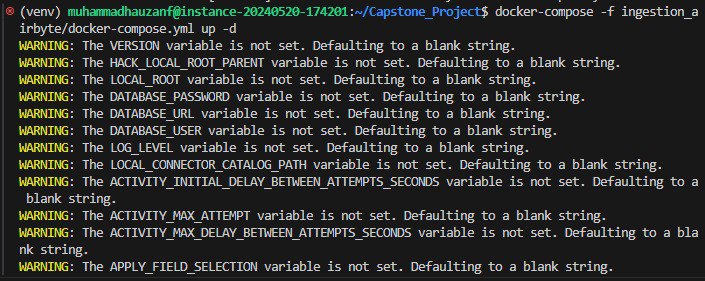 (venv) muhammadhauzanf@instance-20240520-174201:~/Capstone_Project$ docker-compose -f ingestion_a
irbyte/docker-compose.yml up -d
WARNING: The VERSION variable is not set. Defaulting to a blank string.
WARNING: The HACK_LOCAL_ROOT_PARENT variable is not set. Defaulting to a blank string.
WARNING: The LOCAL_ROOT variable is not set. Defaulting to a blank string.
WARNING: The DATABASE_PASSWORD variable is not set. Defaulting to a blank string.
WARNING: The DATABASE_URL variable is not set. Defaulting to a blank string.
WARNING: The DATABASE_USER variable is not set. Defaulting to a blank string.
WARNING: The LOG_LEVEL variable is not set. Defaulting to a blank string.
WARNING: The LOCAL_CONNECTOR_CATALOG_PATH variable is not set. Defaulting to a blank string.
WARNING: The ACTIVITY_INITIAL_DELAY_BETWEEN_ATTEMPTS_SECONDS variable is not set. Defaulting to a
 blank string.
WARNING: The ACTIVITY_MAX_ATTEMPT variable is not set. Defaulting to a blank string.
WARNING: The ACTIVITY_MAX_DELAY_BETWEEN_ATTEMPTS_SECONDS variable is not set. Defaulting to a bla
nk string.
WARNING: The APPLY_FIELD_SELECTION variable is not set. Defaulting to a blank string.